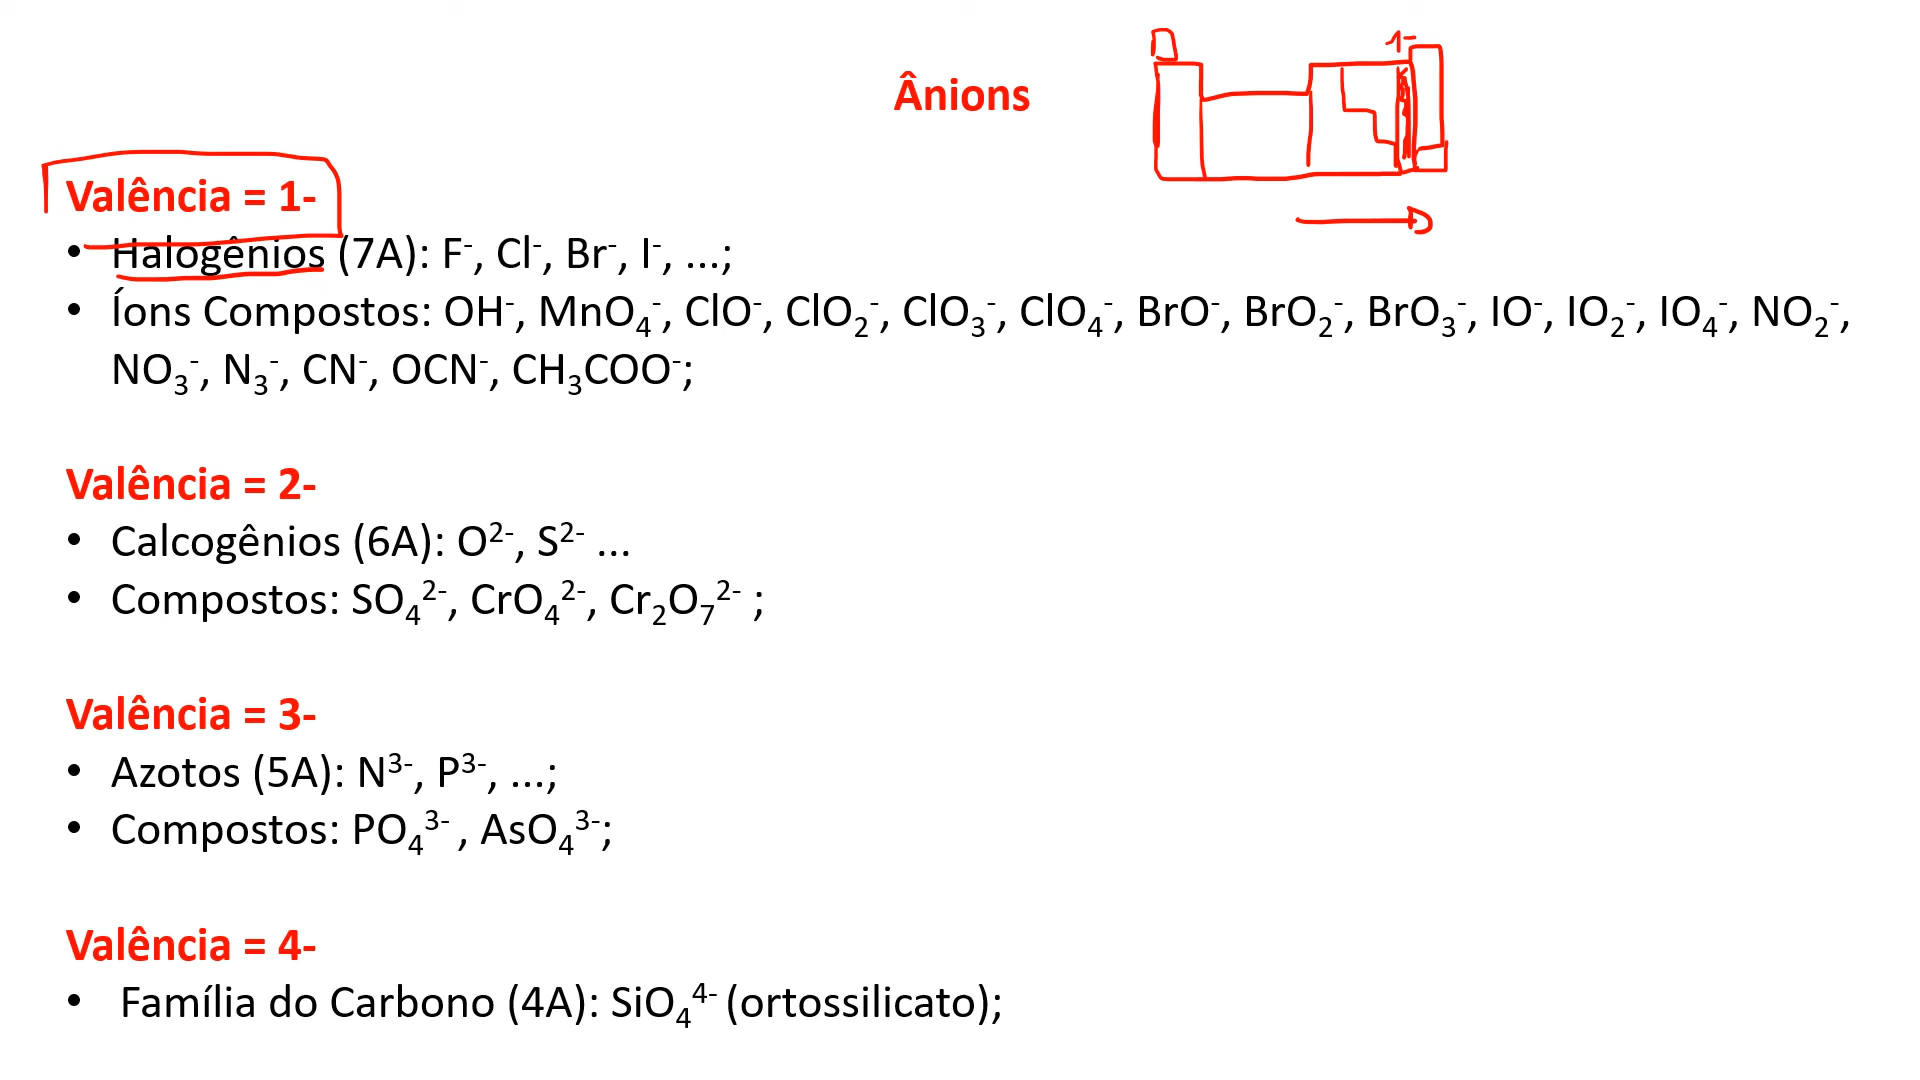 1-
Ânions
Valência = 1-
• Halogênios (7A): F⁻, Cl⁻, Br⁻, I⁻, ...;
• Íons Compostos: OH⁻, MnO₄⁻, ClO⁻, ClO₂⁻, ClO₃⁻, ClO₄⁻, BrO⁻, BrO₂⁻, BrO₃⁻, IO⁻, IO₂⁻, IO₄⁻, NO₂⁻,
NO₃⁻, N₃⁻, CN⁻, OCN⁻, CH₃COO⁻;
Valência = 2-
• Calcogênios (6A): O²⁻, S²⁻ ...
• Compostos: SO₄²⁻, CrO₄²⁻, Cr₂O₇²⁻ ;
Valência = 3-
• Azotos (5A): N³⁻, P³⁻, ...;
• Compostos: PO₄³⁻ , AsO₄³⁻;
Valência = 4-
• Família do Carbono (4A): SiO₄⁴⁻ (ortossilicato);